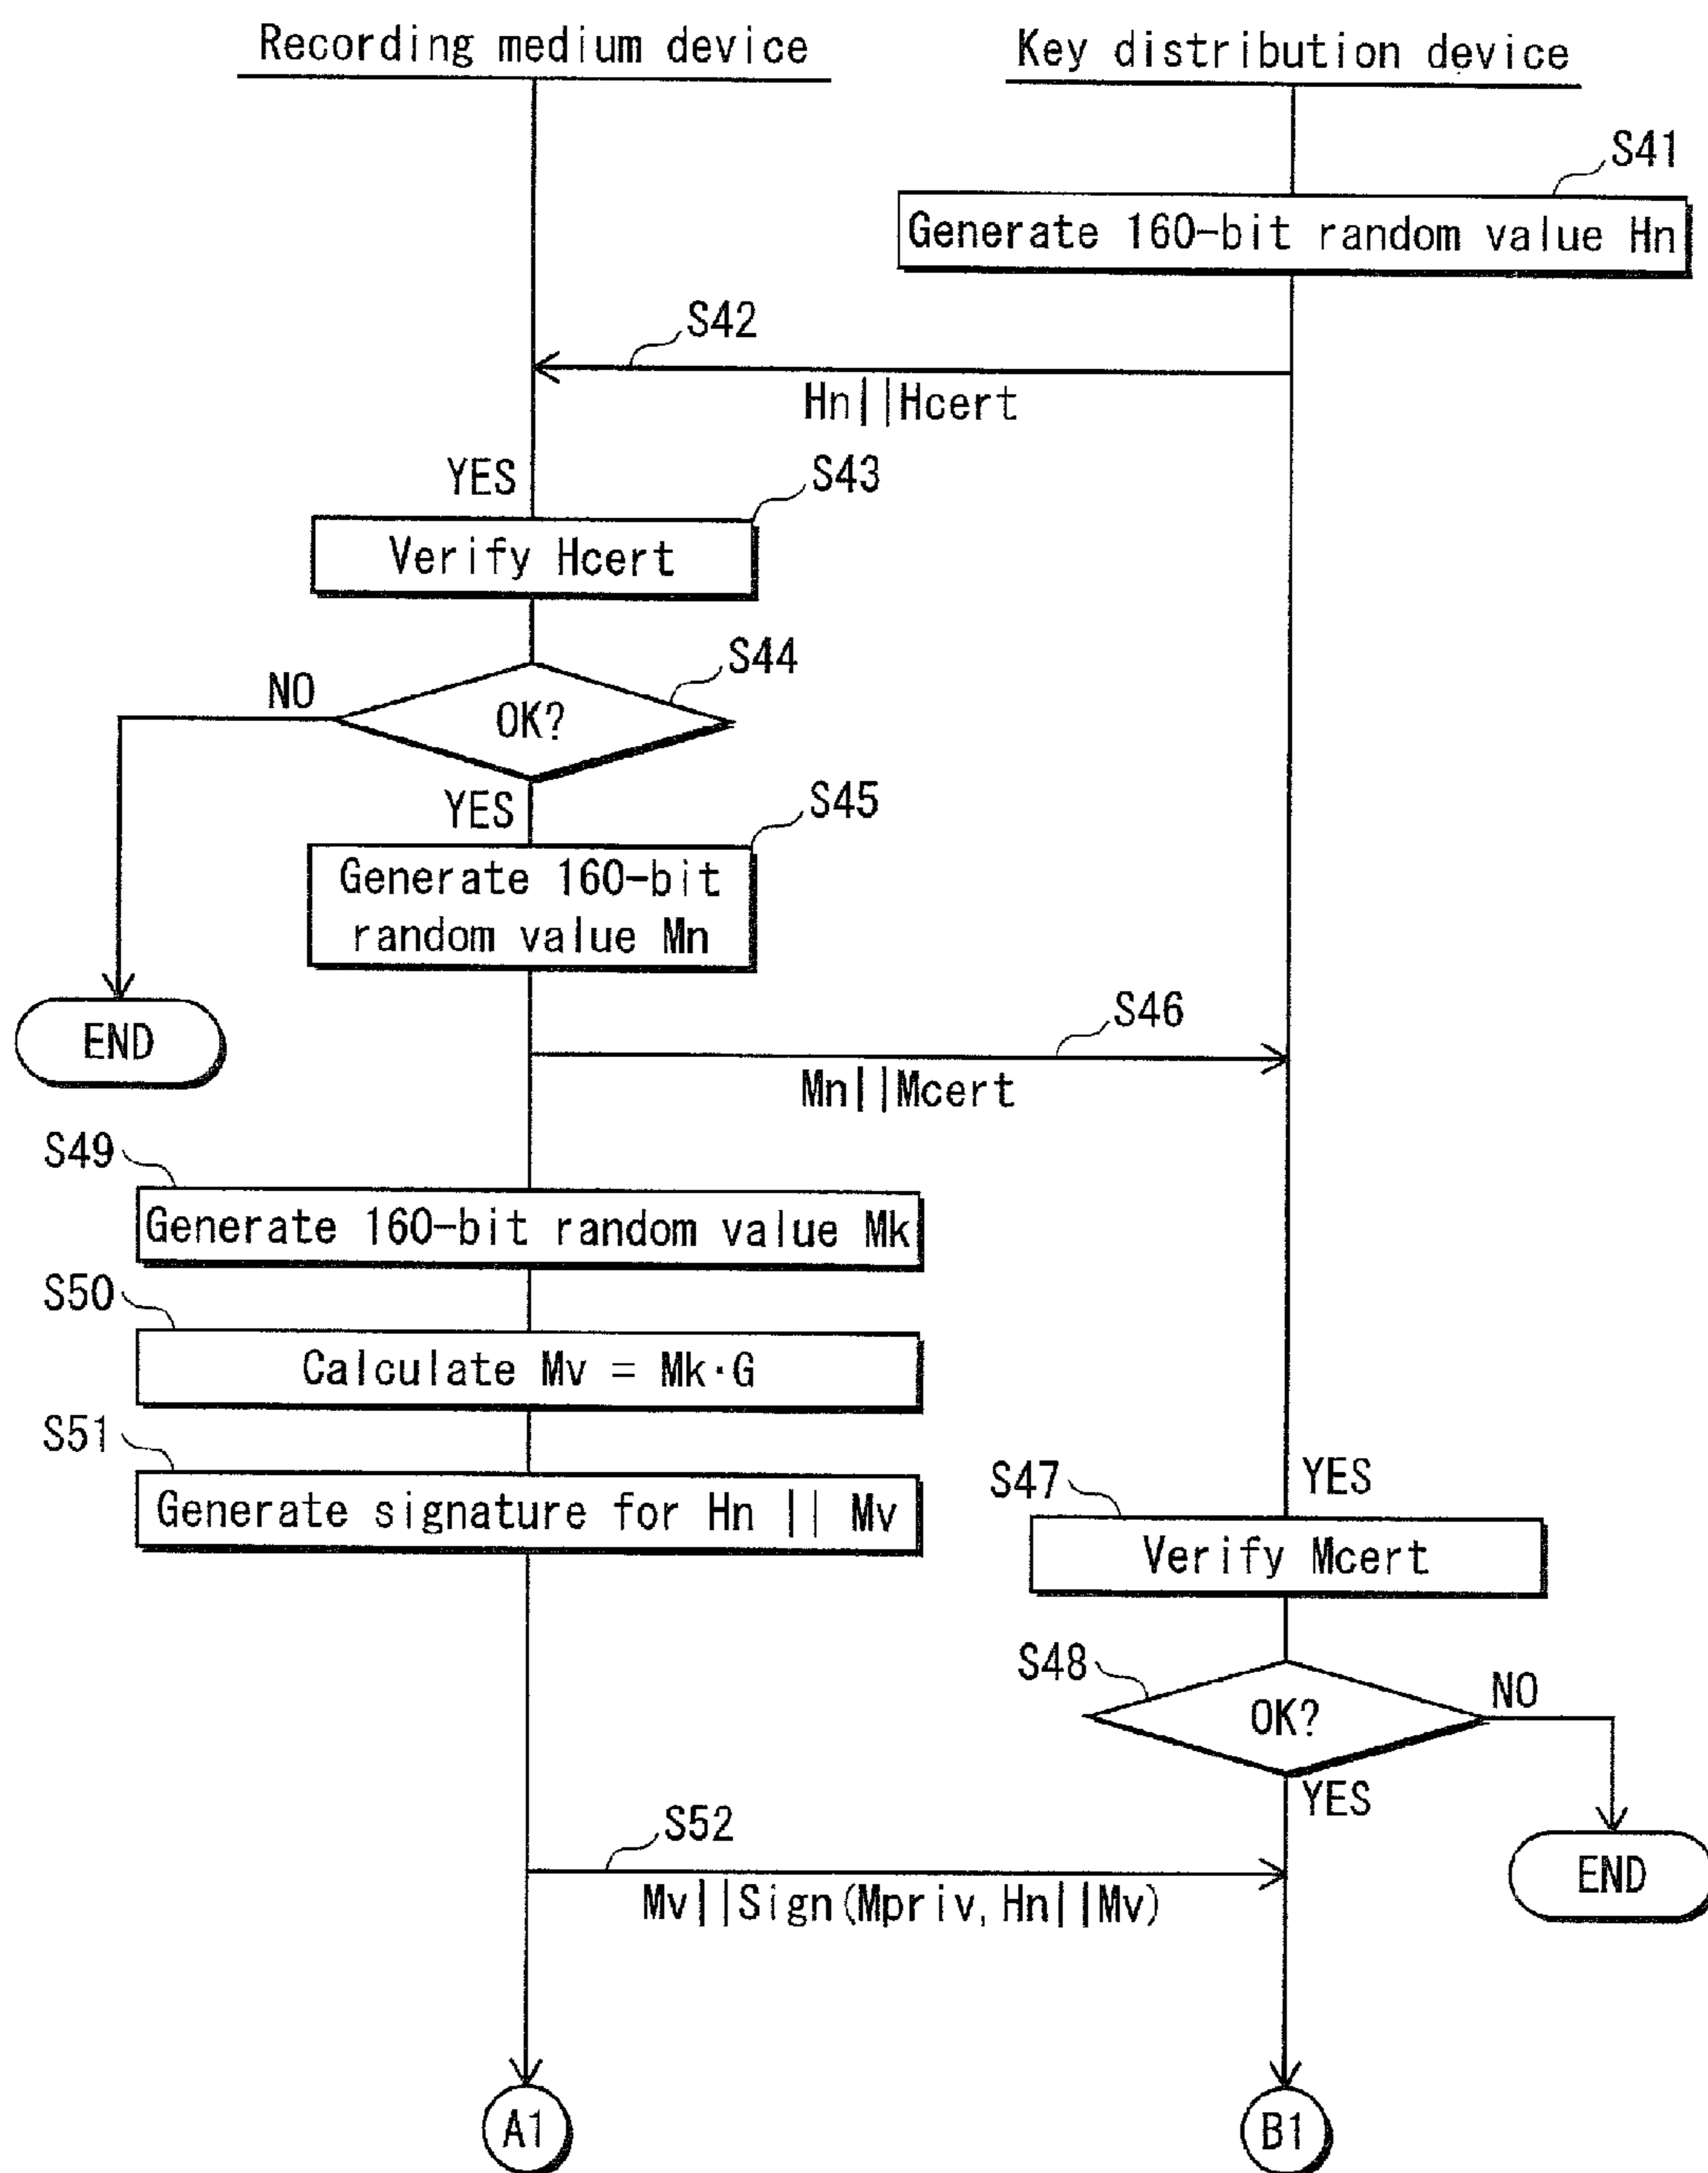 Recording medium device
Key distribution device
S41
Generate 160-bit random value Hn
S42
Hn||Hcert
YES
S43
Verify Hcert
S44
NO
OK?
YES
S45
Generate 160-bit
random value Mn
END
S46
Mn||Mcert
S49
Generate 160-bit random value Mk
S50
Calculate Mv = Mk·G
S51
Generate signature for Hn || Mv
S47
YES
Verify Mcert
S48
OK?
NO
YES
S52
Mv||Sign(Mpriv,Hn||Mv)
END
A1
B1